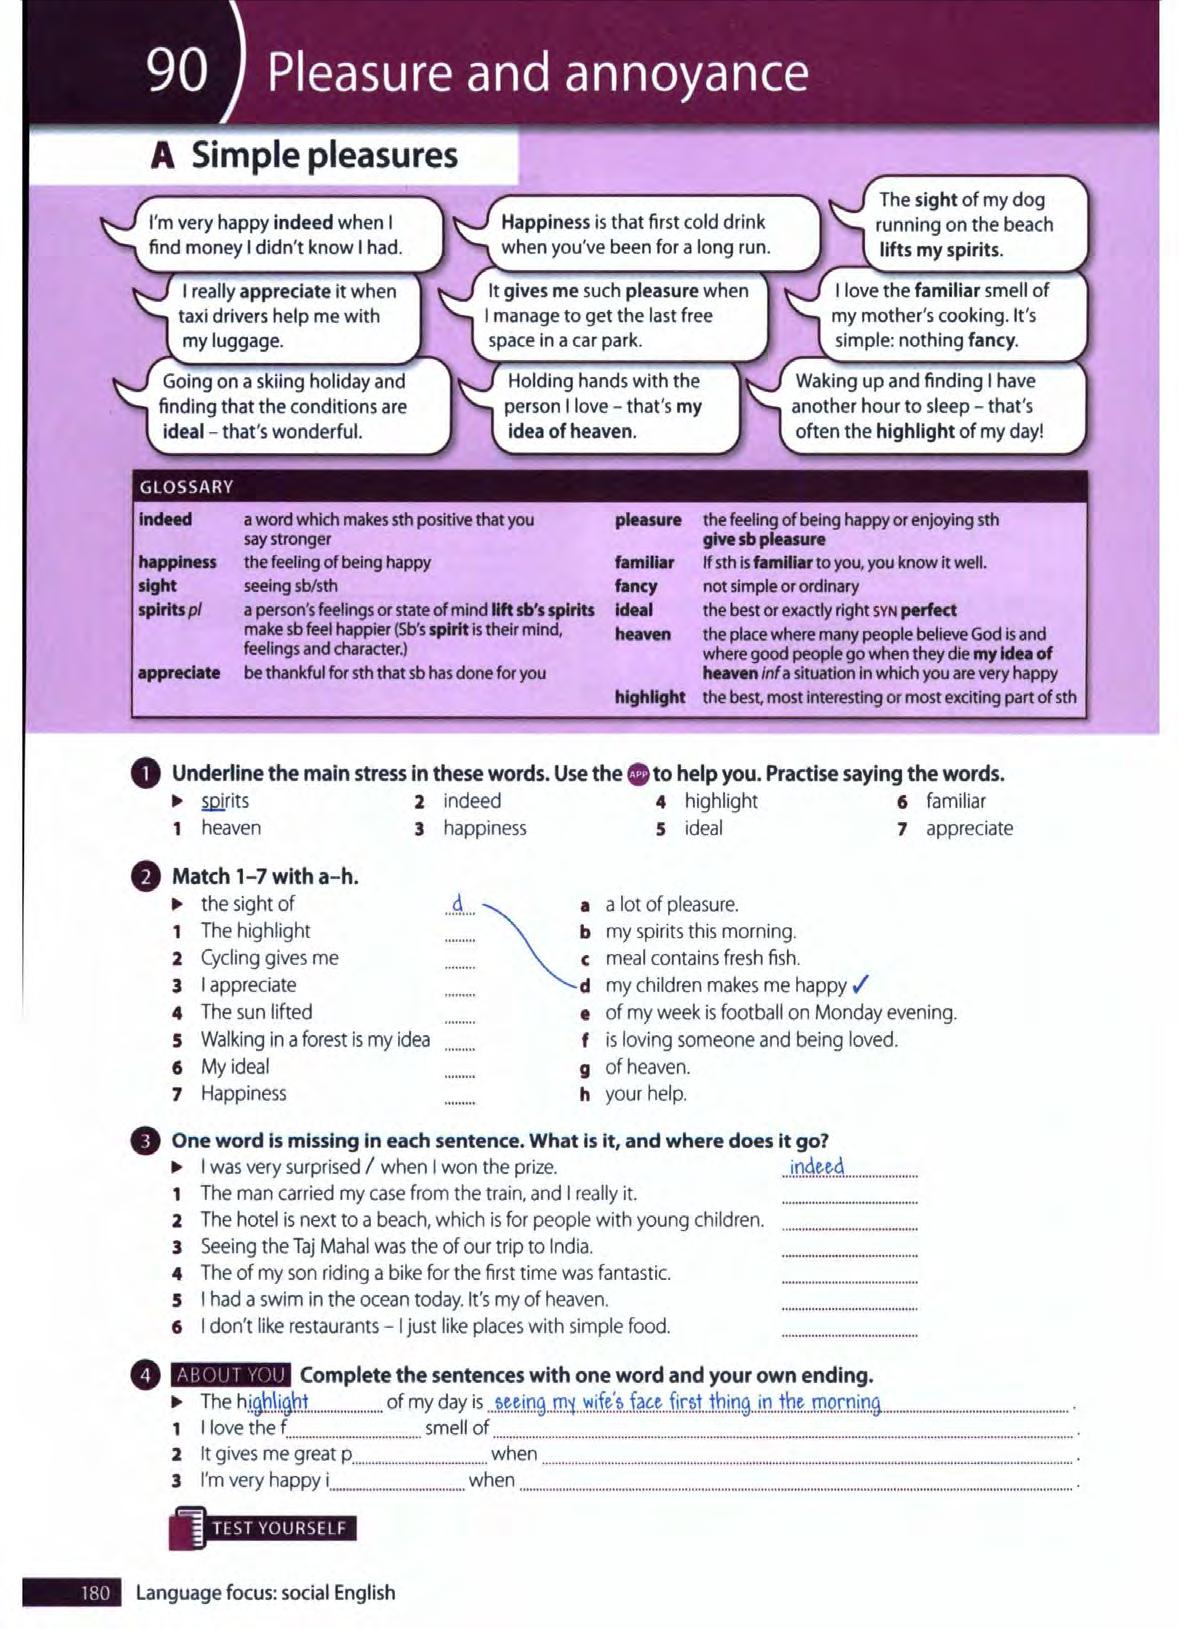 90 Pleasure and annoyance
A Simple pleasures
I'm very happy indeed when I
find money I didn't know I had.
Happiness is that first cold drink
when you've been for a long run.
The sight of my dog
running on the beach
lifts my spirits.
I really appreciate it when
taxi drivers help me with
my luggage.
It gives me such pleasure when
I manage to get the last free
space in a car park.
I love the familiar smell of
my mother's cooking. It's
simple: nothing fancy.
Going on a skiing holiday and
finding that the conditions are
ideal – that's wonderful.
Holding hands with the
person I love – that's my
idea of heaven.
Waking up and finding I have
another hour to sleep – that's
often the highlight of my day!
GLOSSARY
indeed a word which makes sth positive that you
say stronger
happiness the feeling of being happy
sight seeing sb/sth
spirits pl a person's feelings or state of mind lift sb's spirits
make sb feel happier (Sb's spirit is their mind,
feelings and character.)
appreciate be thankful for sth that sb has done for you
pleasure the feeling of being happy or enjoying sth
give sb pleasure
familiar If sth is familiar to you, you know it well.
fancy not simple or ordinary
ideal the best or exactly right SYN perfect
heaven the place where many people believe God is and
where good people go when they die my idea of
heaven inf a situation in which you are very happy
highlight the best, most interesting or most exciting part of sth
1 Underline the main stress in these words. Use the APP to help you. Practise saying the words.
▶ spirits 2 indeed 4 highlight 6 familiar
1 heaven 3 happiness 5 ideal 7 appreciate
2 Match 1–7 with a–h.
▶ the sight of d a a lot of pleasure.
1 The highlight ......... b my spirits this morning.
2 Cycling gives me ......... c meal contains fresh fish.
3 I appreciate ......... d my children makes me happy ✓
4 The sun lifted ......... e of my week is football on Monday evening.
5 Walking in a forest is my idea ......... f is loving someone and being loved.
6 My ideal ......... g of heaven.
7 Happiness ......... h your help.
3 One word is missing in each sentence. What is it, and where does it go?
▶ I was very surprised / when I won the prize. indeed
1 The man carried my case from the train, and I really it.
2 The hotel is next to a beach, which is for people with young children.
3 Seeing the Taj Mahal was the of our trip to India.
4 The of my son riding a bike for the first time was fantastic.
5 I had a swim in the ocean today. It's my of heaven.
6 I don't like restaurants – I just like places with simple food.
4 ABOUT YOU Complete the sentences with one word and your own ending.
▶ The highlight of my day is seeing my wife's face first thing in the morning.
1 I love the f.............. smell of .............. .
2 It gives me great p.............. when .............. .
3 I'm very happy i.............. when .............. .
TEST YOURSELF
180 Language focus: social English